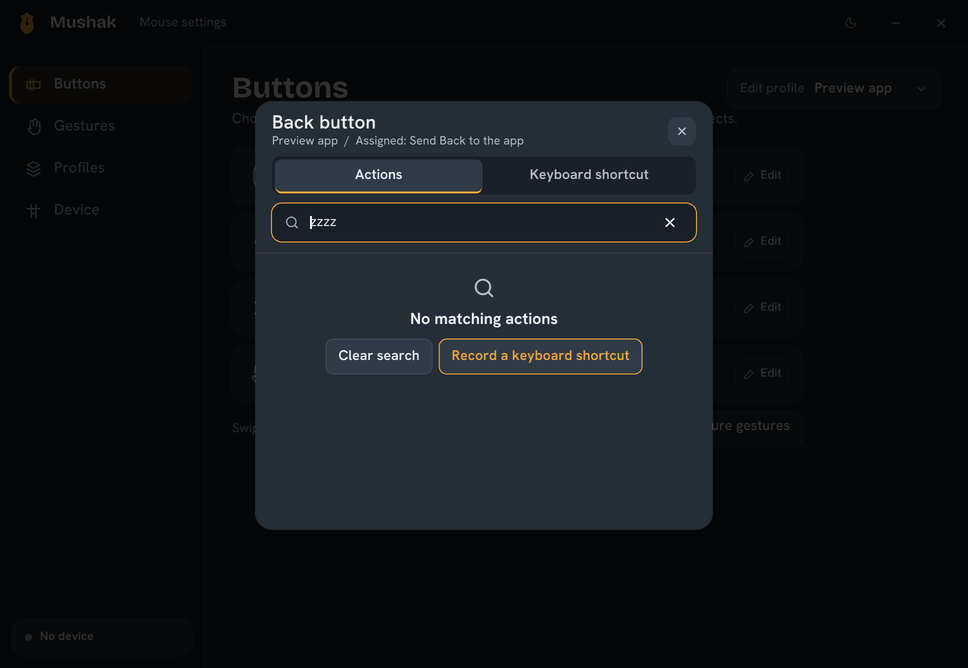 Mushak
Mouse settings
Buttons
Gestures
Profiles
Device
No device
Buttons
Edit profile Preview app
Edit
Edit
Edit
Edit
ure gestures
Back button
Preview app / Assigned: Send Back to the app
Actions
Keyboard shortcut
zzzz
No matching actions
Clear search
Record a keyboard shortcut